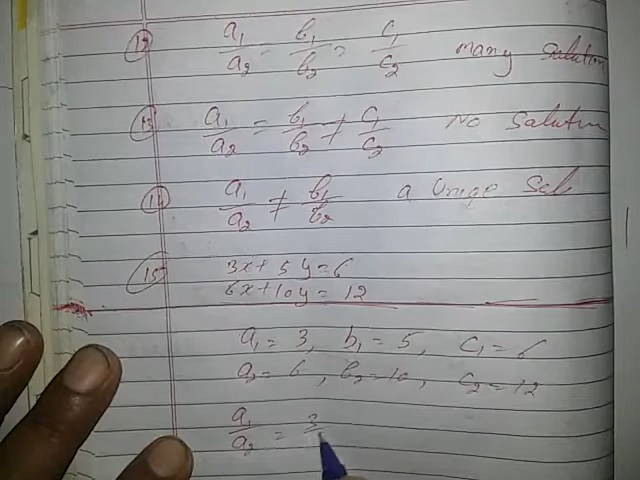 12 a₁/a₂ = b₁/b₂ = c₁/c₂ many Solution
13 a₁/a₂ = b₁/b₂ ≠ c₁/c₂ No Solution
14 a₁/a₂ ≠ b₁/b₂ a
15 3x + 5y = 6
6x + 10y = 12
a₁ = 3, b₁ = 5, c₁ = 6
a₂ = 6, b₂ = 10, c₂ = 12
a₁/a₂ = 3